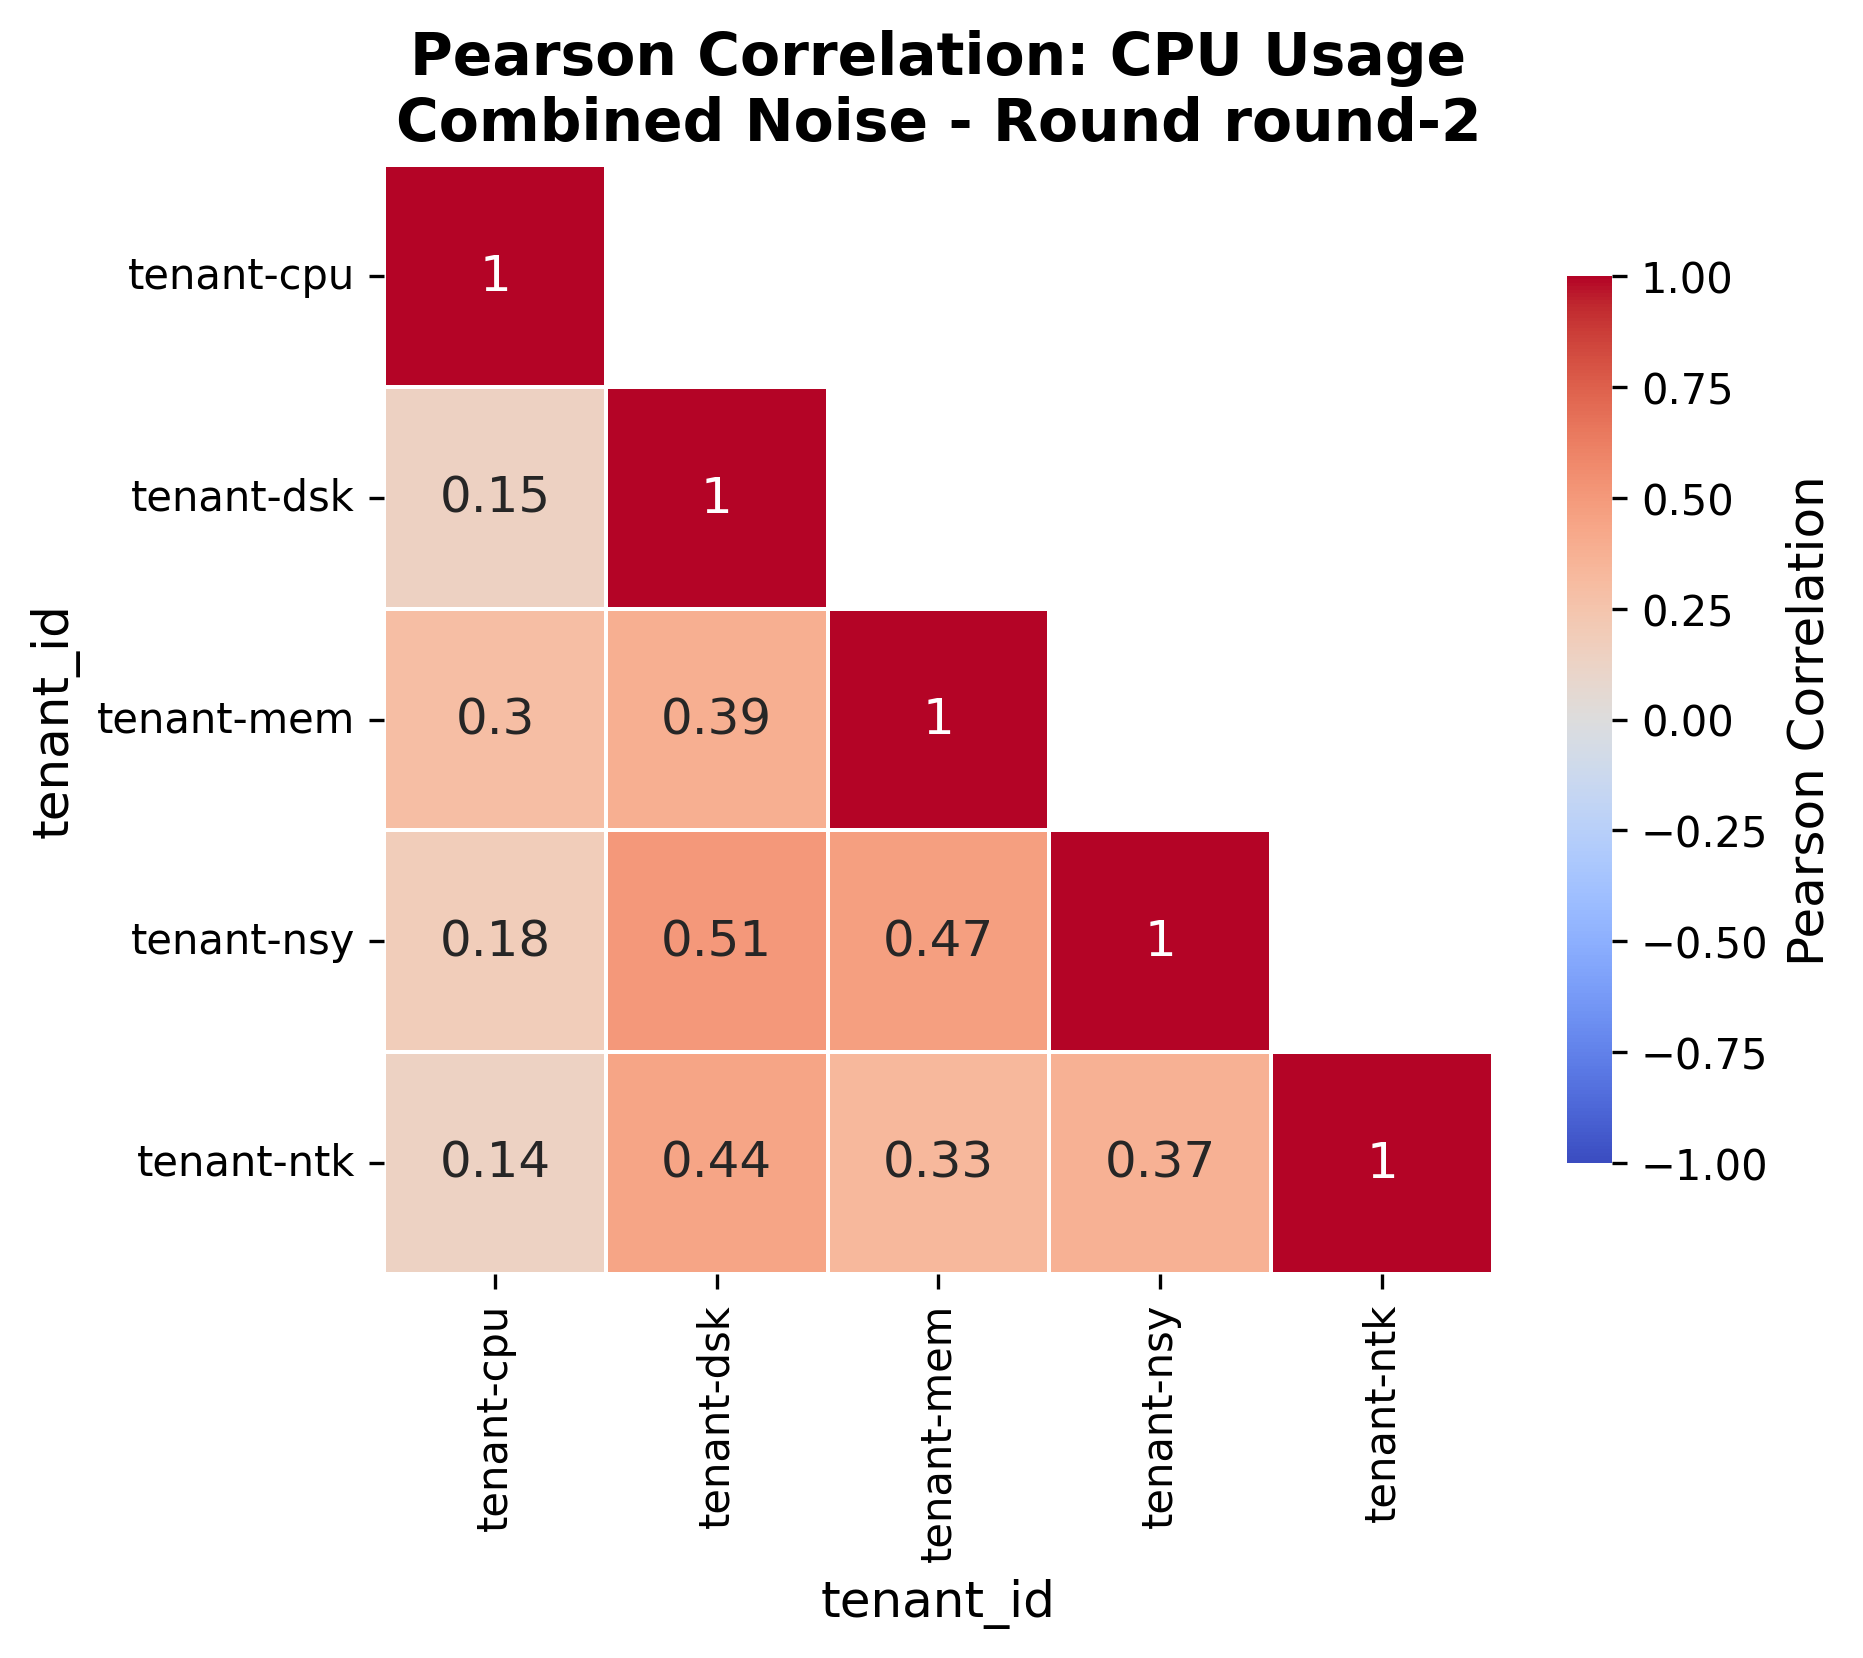 Pearson Correlation: CPU Usage
Combined Noise - Round round-2
tenant_id
tenant-cpu
1
tenant-dsk
0.15 1
tenant-mem
0.3 0.39 1
tenant-nsy
0.18 0.51 0.47 1
tenant-ntk
0.14 0.44 0.33 0.37 1
tenant-cpu
tenant-dsk
tenant-mem
tenant-nsy
tenant-ntk
tenant_id
1.00
0.75
0.50
0.25
0.00
−0.25
−0.50
−0.75
−1.00
Pearson Correlation